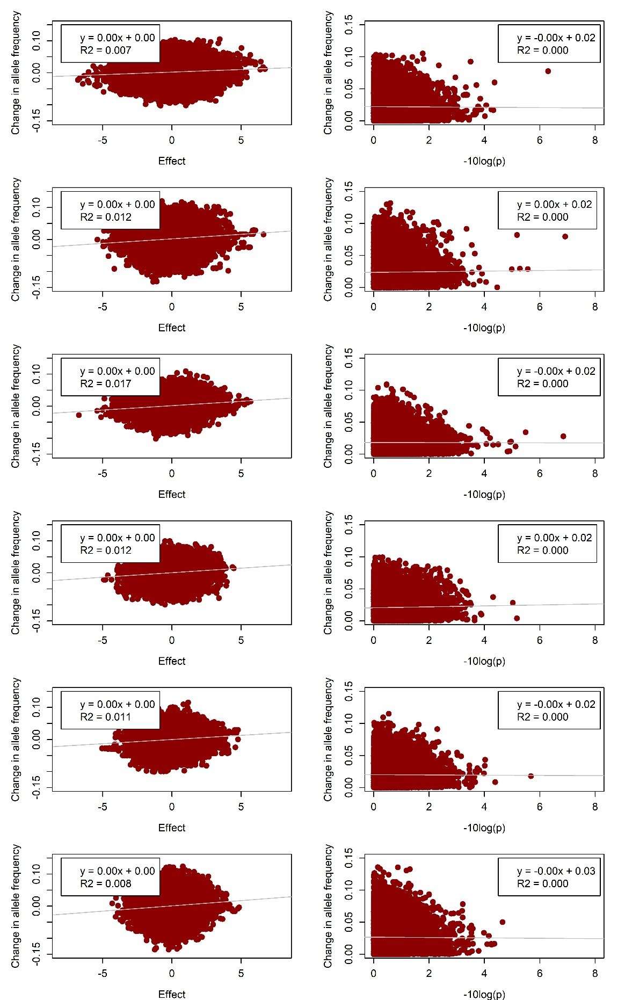 Change in allele frequency
0.10
0.00
-0.15
y = 0.00x + 0.00
R2 = 0.007
-5 0 5
Effect
Change in allele frequency
0.15
0.10
0.05
0.00
y = -0.00x + 0.02
R2 = 0.000
0 2 4 6 8
-10log(p)
Change in allele frequency
0.10
0.00
-0.15
y = 0.00x + 0.00
R2 = 0.012
-5 0 5
Effect
Change in allele frequency
0.15
0.10
0.05
0.00
y = 0.00x + 0.02
R2 = 0.000
0 2 4 6 8
-10log(p)
Change in allele frequency
0.10
0.00
-0.15
y = 0.00x + 0.00
R2 = 0.017
-5 0 5
Effect
Change in allele frequency
0.15
0.10
0.05
0.00
y = -0.00x + 0.02
R2 = 0.000
0 2 4 6 8
-10log(p)
Change in allele frequency
0.10
0.00
-0.15
y = 0.00x + 0.00
R2 = 0.012
-5 0 5
Effect
Change in allele frequency
0.15
0.10
0.05
0.00
y = 0.00x + 0.02
R2 = 0.000
0 2 4 6 8
-10log(p)
Change in allele frequency
0.10
0.00
-0.15
y = 0.00x + 0.00
R2 = 0.011
-5 0 5
Effect
Change in allele frequency
0.15
0.10
0.05
0.00
y = -0.00x + 0.02
R2 = 0.000
0 2 4 6 8
-10log(p)
Change in allele frequency
0.10
0.00
-0.15
y = 0.00x + 0.00
R2 = 0.008
-5 0 5
Effect
Change in allele frequency
0.15
0.10
0.05
0.00
y = -0.00x + 0.03
R2 = 0.000
0 2 4 6 8
-10log(p)